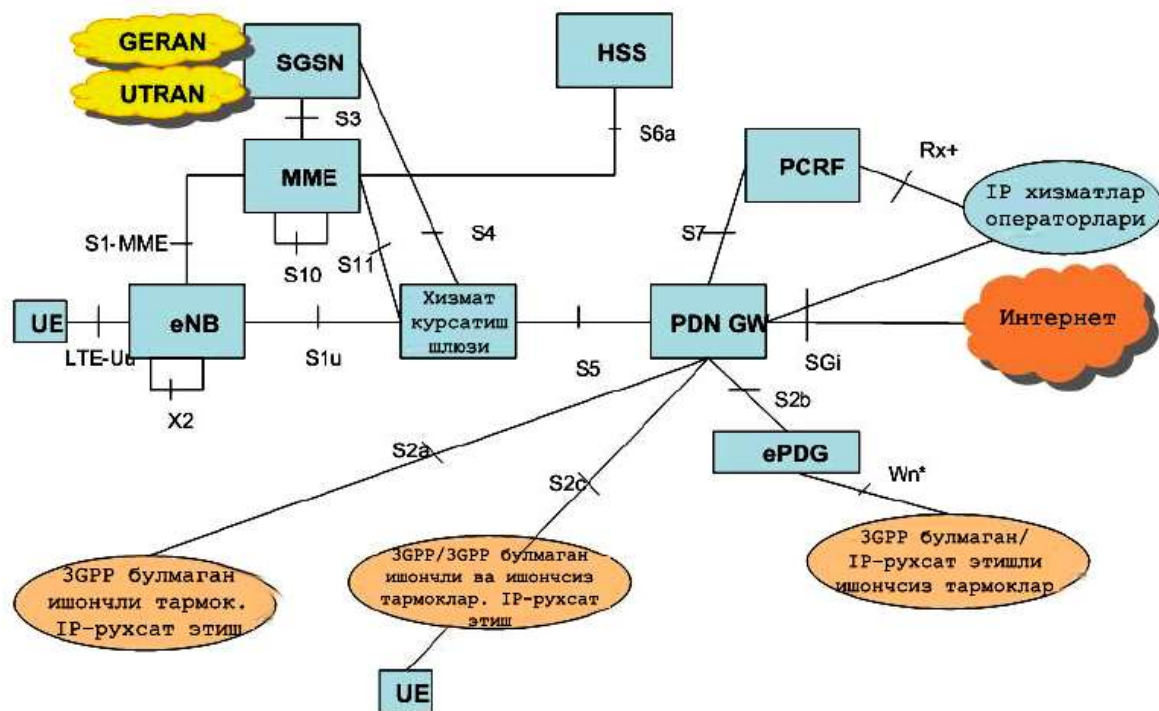 GERAN
SGSN
HSS
UTRAN
S3
S6a
Rx+
MME
PCRF
IP хизматлар
операторлари
S1-MME
S10
S11
S4
S7
UE
eNB
Хизмат
курсатиш
шлюзи
PDN GW
Интернет
LTE-Uu
S1u
S5
SGi
X2
S2b
S2a
ePDG
S2c
Wn*
3GPP булмаган
ишончли тармок.
IP-рухсат этиш
3GPP/3GPP булмаган
ишончли ва ишончсиз
тармоклар. IP-рухсат
этиш
3GPP булмаган/
IP-рухсат этишли
ишончсиз тармоклар
UE